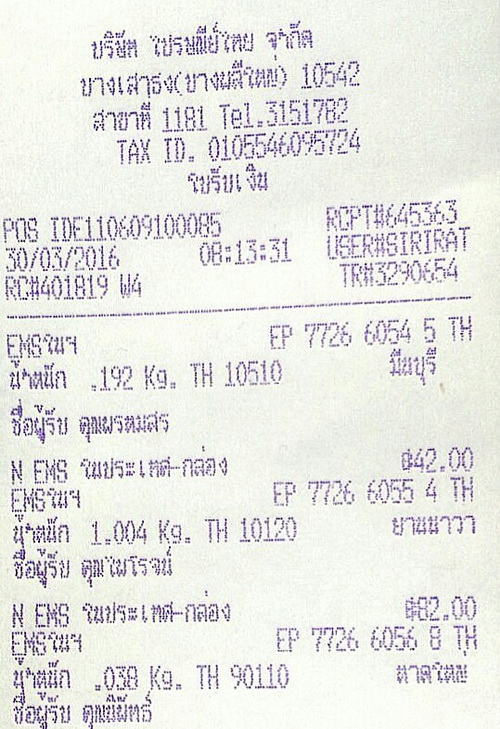 บริษัท ไปรษณีย์ไทย จำกัด
บางเสาธง(บางพลีใหญ่) 10542
สาขาที่ 1181 Tel.3151782
TAX ID. 0105546095724
ใบรับเงิน
POS IDE110609100085 RCPT#645363
30/03/2016 08:13:31 USER#SIRIRAT
RC#401819 W4 TR#3290654
EMSในฯ EP 7726 6054 5 TH
น้ำหนัก .192 Kg. TH 10510 มีนบุรี
ชื่อผู้รับ คุณพรหมสร
N EMS ในประเทศ-กล่อง ฿42.00
EMSในฯ EP 7726 6055 4 TH
น้ำหนัก 1.004 Kg. TH 10120 ยานนาวา
ชื่อผู้รับ คุณไพโรจน์
N EMS ในประเทศ-กล่อง ฿82.00
EMSในฯ EP 7726 6056 8 TH
น้ำหนัก .038 Kg. TH 90110 หาดใหญ่
ชื่อผู้รับ คุณพิพัทธ์